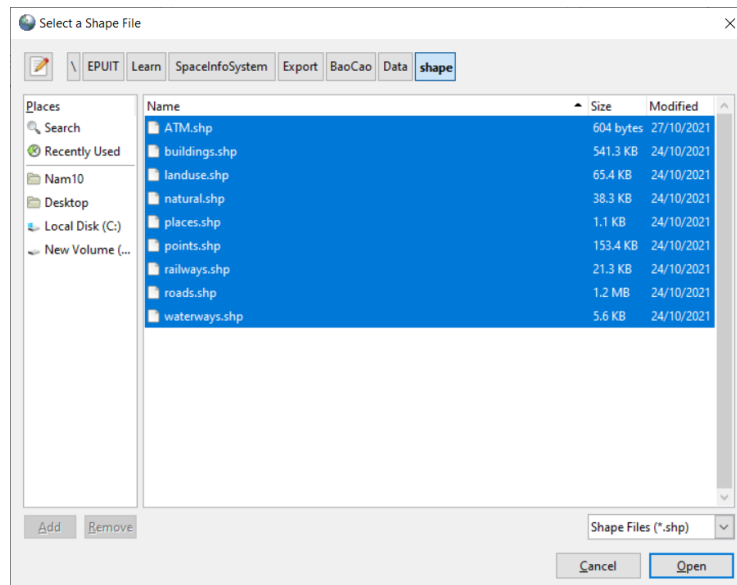 Select a Shape File
\ EPUIT Learn SpaceInfoSystem Export BaoCao Data shape
Places Name Size Modified
Search ATM.shp 604 bytes 27/10/2021
Recently Used buildings.shp 541.3 KB 24/10/2021
landuse.shp 65.4 KB 24/10/2021
Nam10 natural.shp 38.3 KB 24/10/2021
Desktop places.shp 1.1 KB 24/10/2021
Local Disk (C:) points.shp 153.4 KB 24/10/2021
New Volume (... railways.shp 21.3 KB 24/10/2021
roads.shp 1.2 MB 24/10/2021
waterways.shp 5.6 KB 24/10/2021
Add Remove Shape Files (*.shp)
Cancel Open